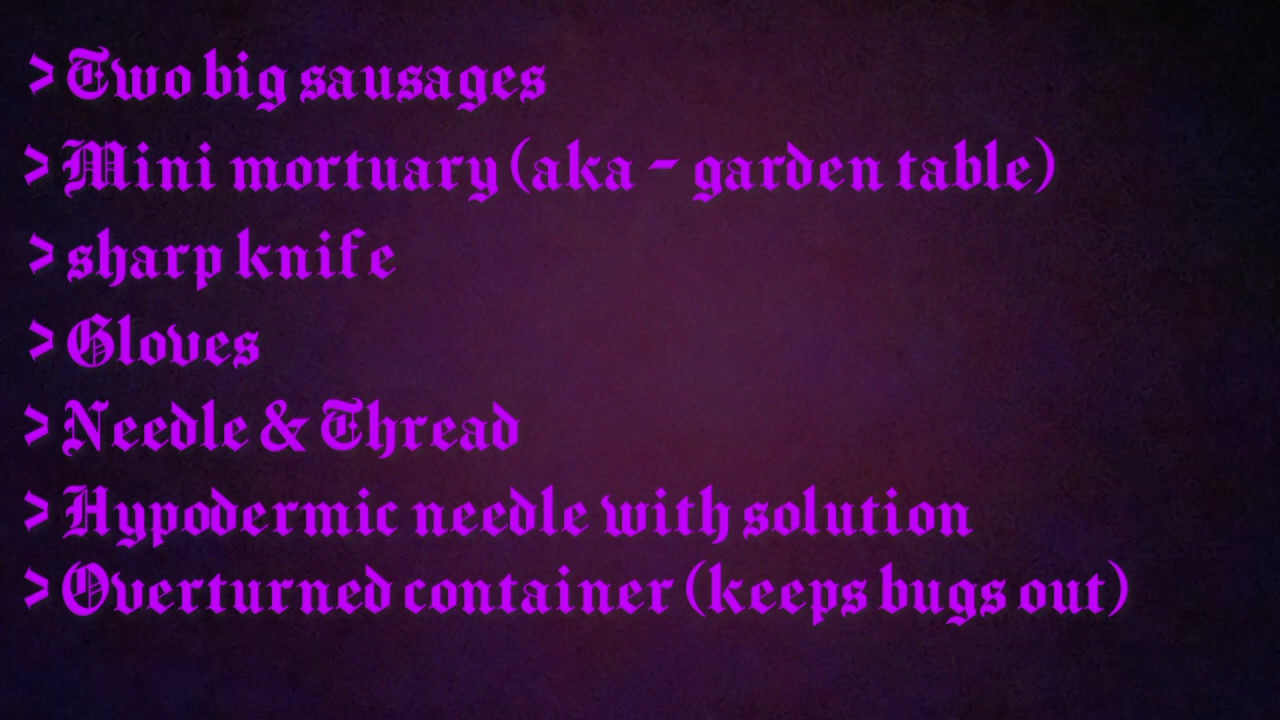 > Two big sausages
> Mini mortuary (aka - garden table)
> sharp knife
> Gloves
> Needle & Thread
> Hypodermic needle with solution
> Overturned container (keeps bugs out)